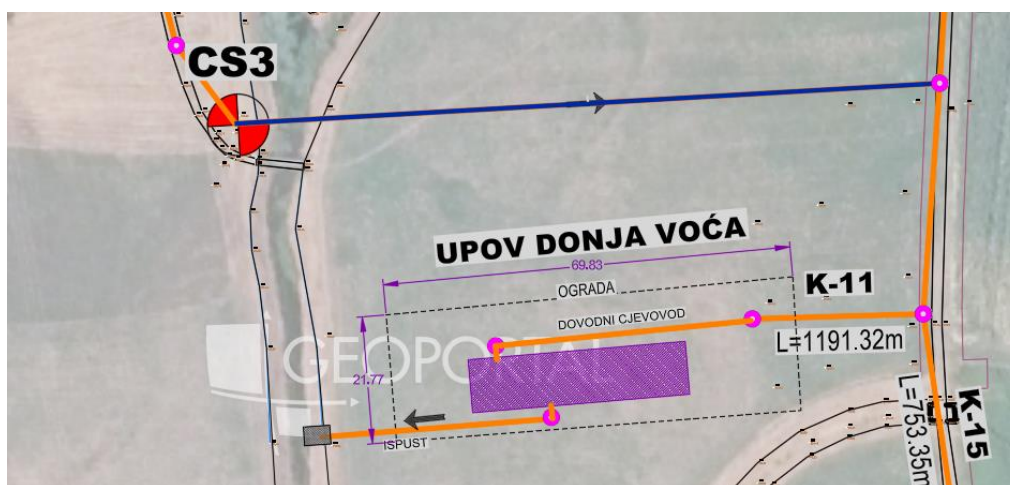 CS3
UPOV DONJA VOĆA
69.83
OGRADA
K-11
DOVODNI CJEVOVOD
L=1191.32m
GEOPORTAL
21.77
ISPUST
K-15
L=753.35m